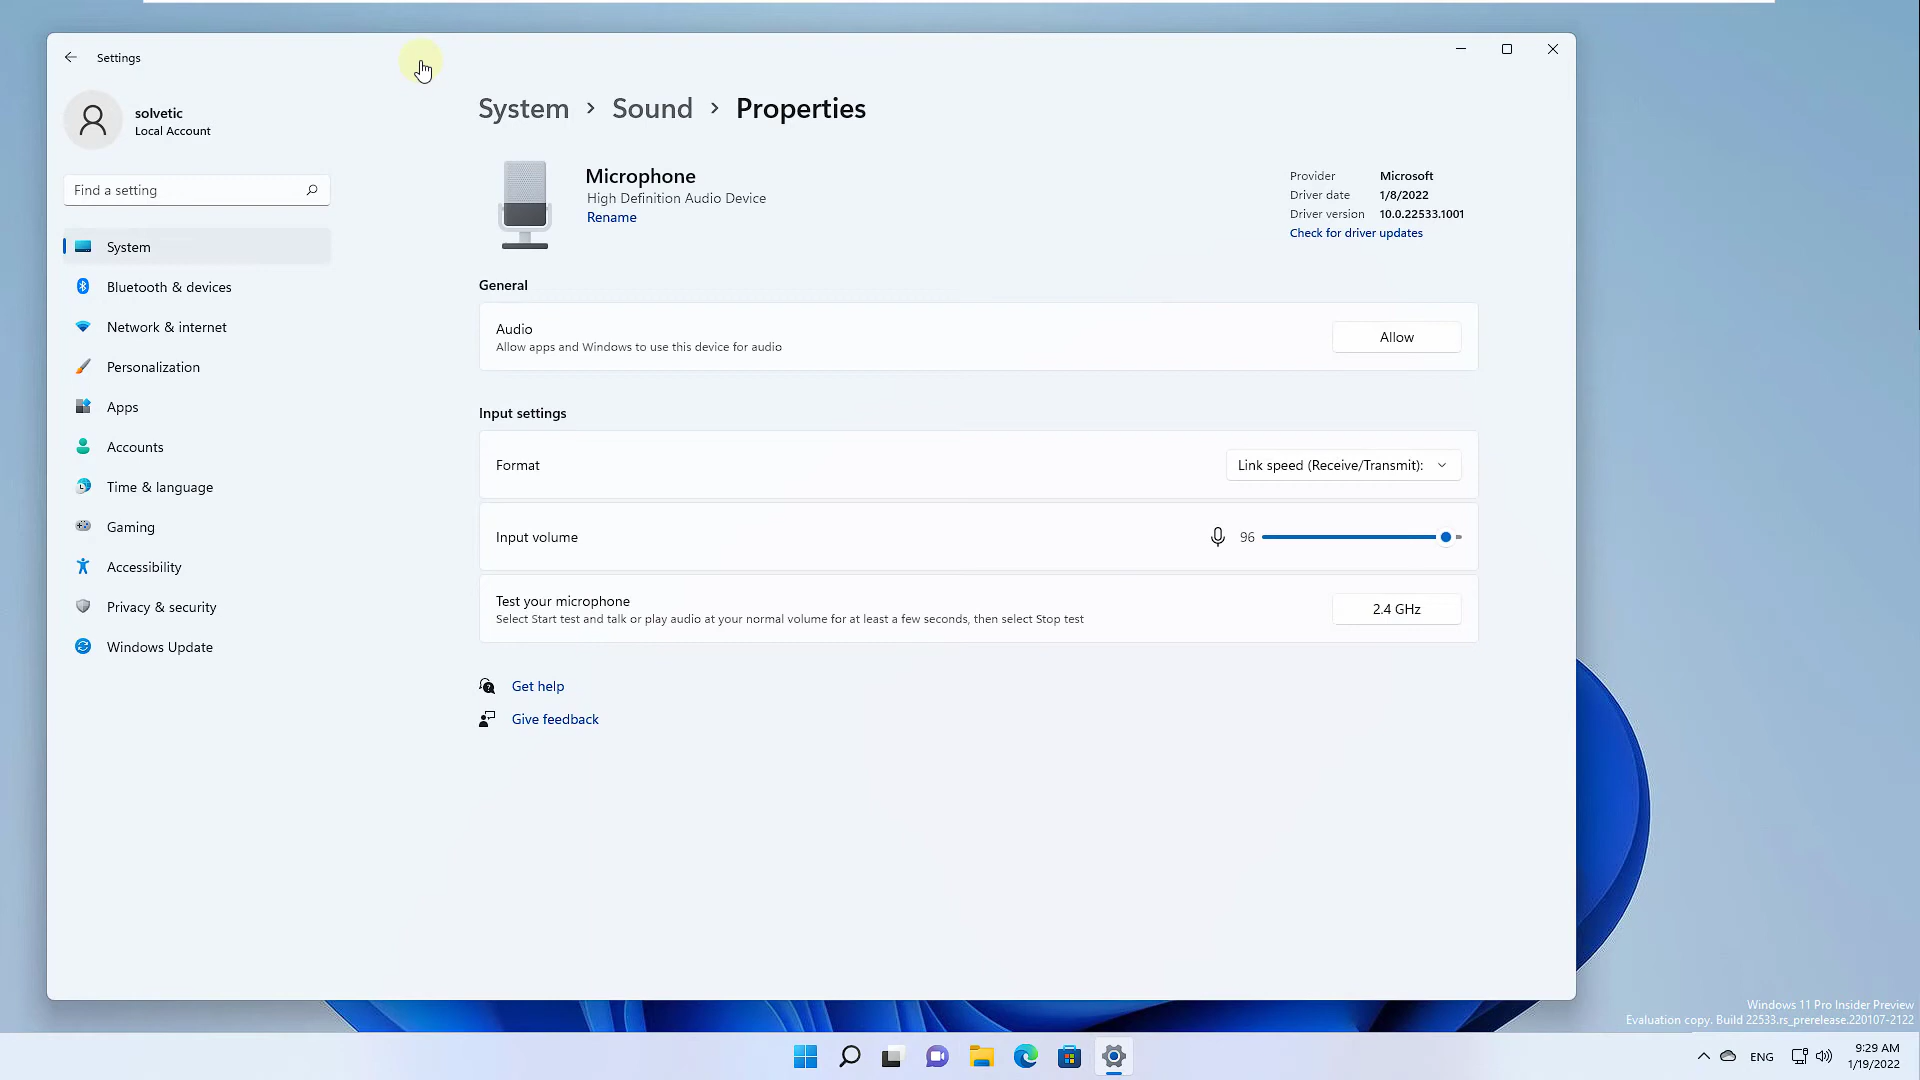 Settings
solvetic
Local Account
Find a setting
System
Bluetooth & devices
Network & internet
Personalization
Apps
Accounts
Time & language
Gaming
Accessibility
Privacy & security
Windows Update
System > Sound > Properties
Microphone
High Definition Audio Device
Rename
Provider Microsoft
Driver date 1/8/2022
Driver version 10.0.22533.1001
Check for driver updates
General
Audio
Allow apps and Windows to use this device for audio
Allow
Input settings
Format
Link speed (Receive/Transmit):
Input volume
96
Test your microphone
Select Start test and talk or play audio at your normal volume for at least a few seconds, then select Stop test
2.4 GHz
Get help
Give feedback
Windows 11 Pro Insider Preview
Evaluation copy. Build 22533.rs_prerelease.220107-2122
ENG
9:29 AM
1/19/2022